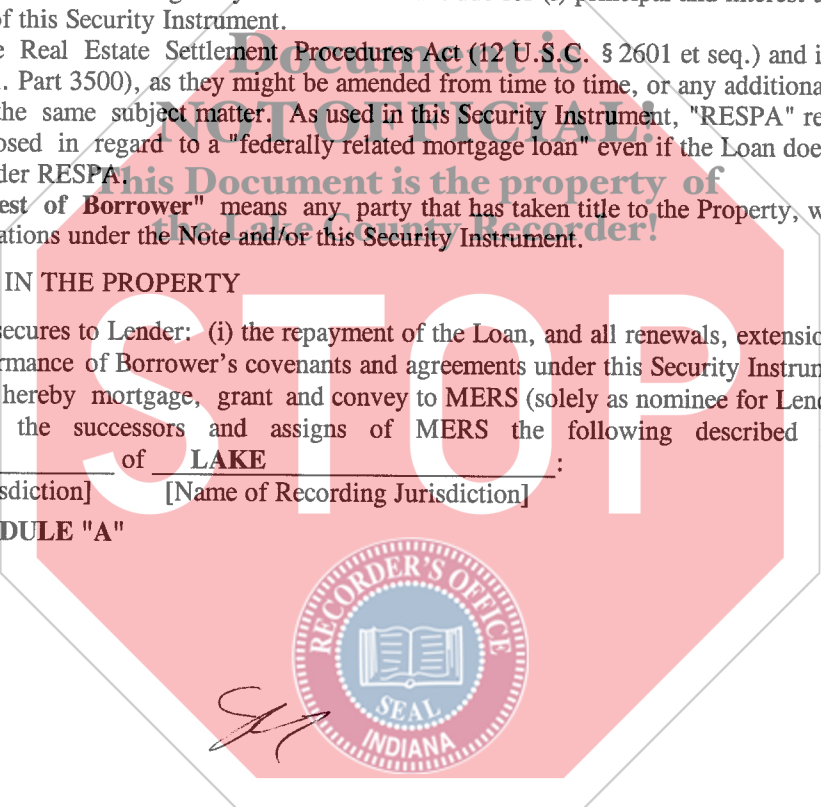 of this Security Instrument.
Real Estate Settlement Procedures Act (12 U.S.C. § 2601 et seq.) and i
. Part 3500), as they might be amended from time to time, or any additiona
the same subject matter. As used in this Security Instrument, "RESPA" re
osed in regard to a "federally related mortgage loan" even if the Loan doe
der RESPA.
est of Borrower" means any party that has taken title to the Property, w
ations under the Note and/or this Security Instrument.
Document is
NOT OFFICIAL!
This Document is the property of
the Lake County Recorder!
IN THE PROPERTY
secures to Lender: (i) the repayment of the Loan, and all renewals, extensio
rmance of Borrower's covenants and agreements under this Security Instrum
hereby mortgage, grant and convey to MERS (solely as nominee for Lend
the successors and assigns of MERS the following described
of LAKE :
sdiction] [Name of Recording Jurisdiction]
DULE "A"
STOP
RECORDER'S OFFICE
SEAL
INDIANA